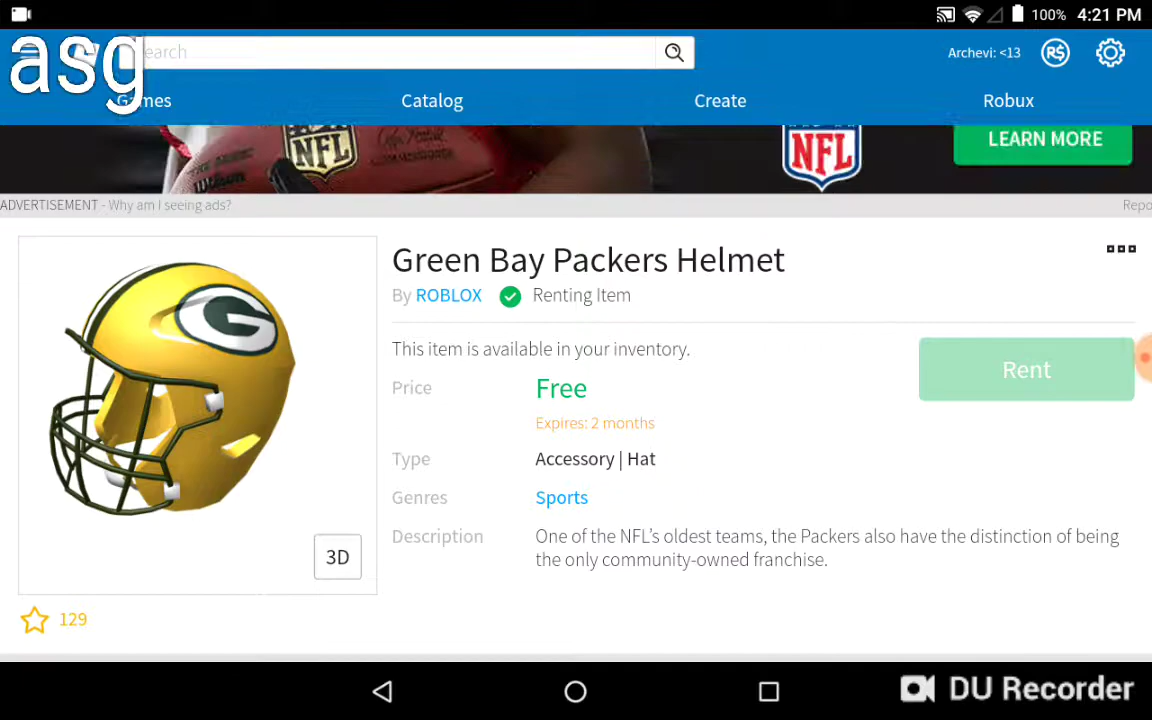 100% 4:21 PM
asg
earch
Archevi: <13
R$
Games
Catalog
Create
Robux
NFL
Wilson
NFL
LEARN MORE
ADVERTISEMENT - Why am I seeing ads?
Repo
G
Green Bay Packers Helmet
By ROBLOX
Renting Item
This item is available in your inventory.
Rent
Price
Free
Expires: 2 months
Type
Accessory | Hat
Genres
Sports
Description
One of the NFL’s oldest teams, the Packers also have the distinction of being
the only community-owned franchise.
3D
129
DU Recorder